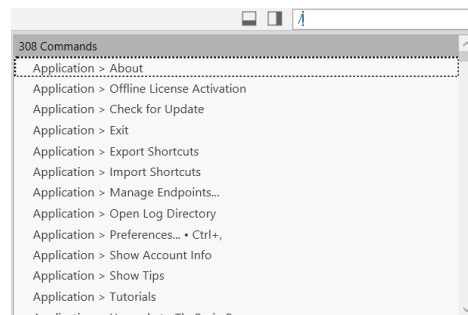 /
308 Commands
Application > About
Application > Offline License Activation
Application > Check for Update
Application > Exit
Application > Export Shortcuts
Application > Import Shortcuts
Application > Manage Endpoints...
Application > Open Log Directory
Application > Preferences... • Ctrl+,
Application > Show Account Info
Application > Show Tips
Application > Tutorials